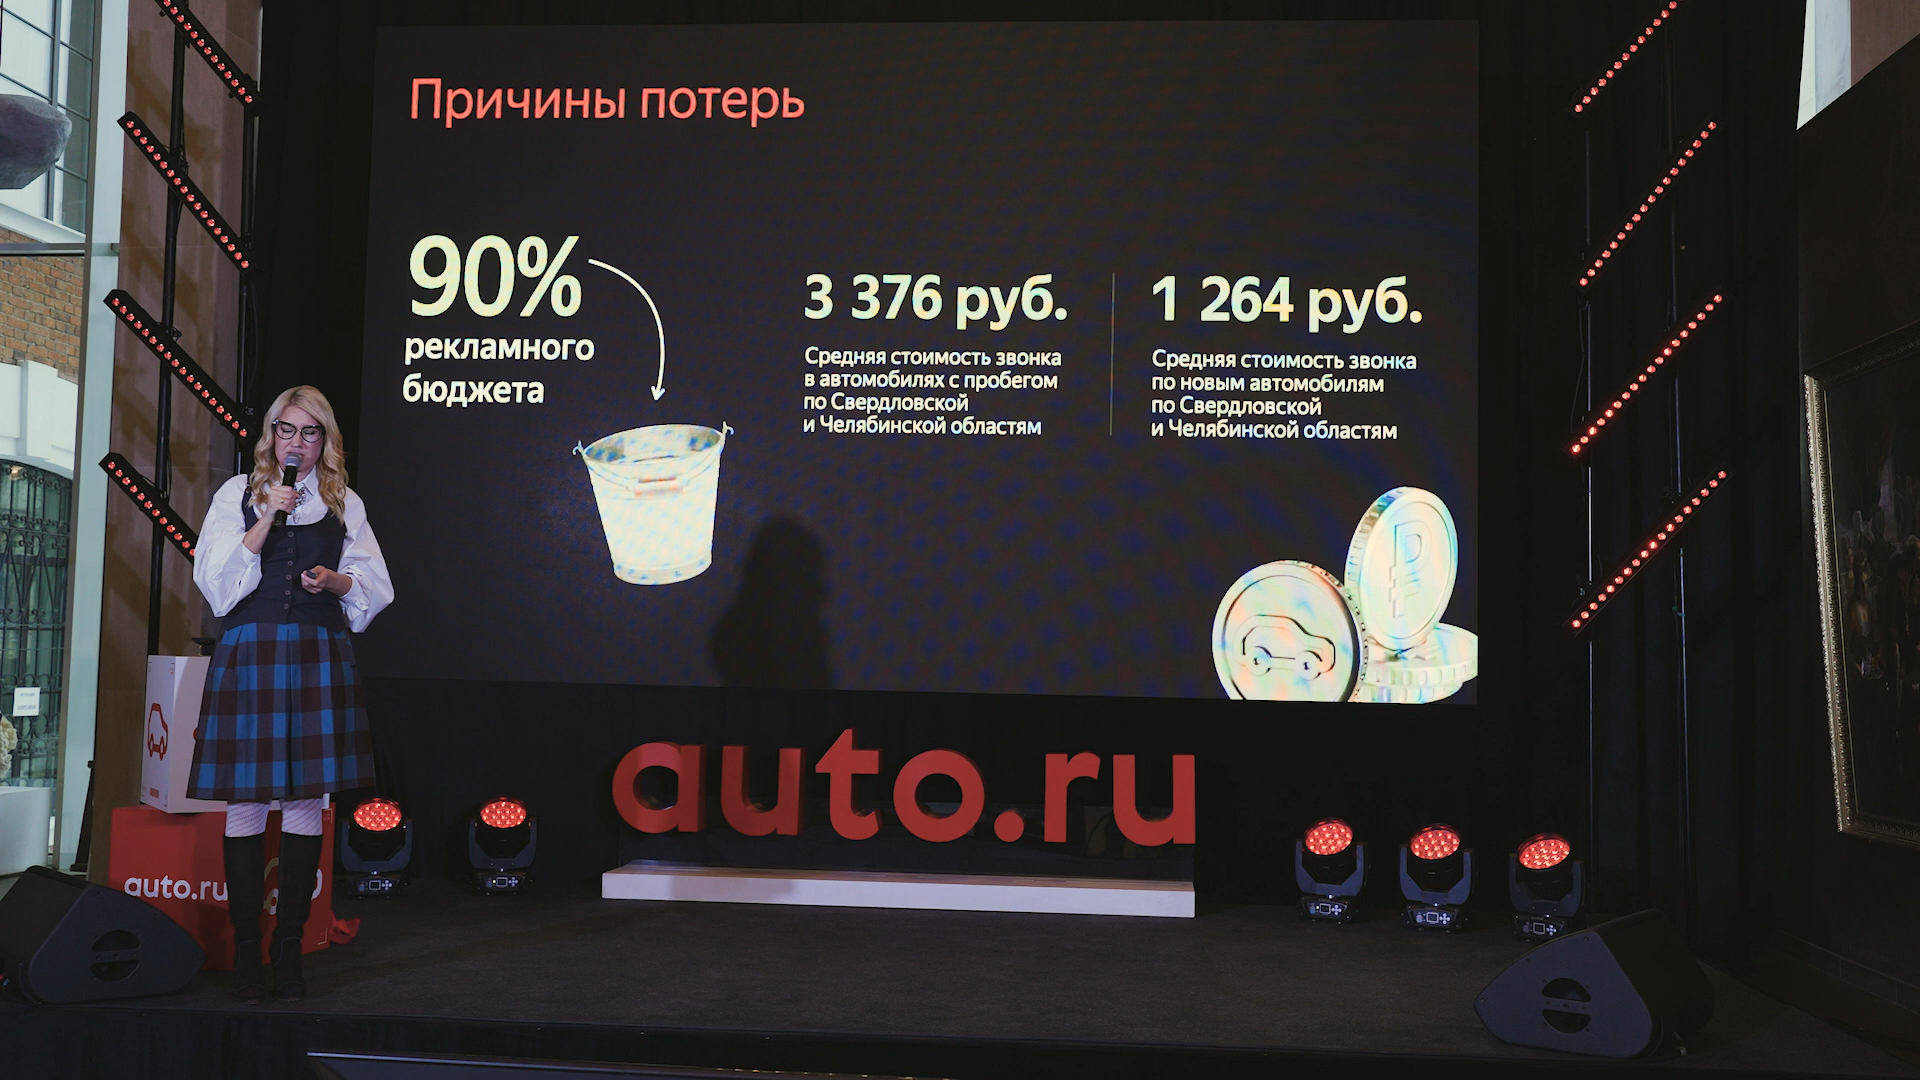 Причины потерь
90%
рекламного
бюджета
3 376 руб.
Средняя стоимость звонка
в автомобилях с пробегом
по Свердловской
и Челябинской областям
1 264 руб.
Средняя стоимость звонка
по новым автомобилям
по Свердловской
и Челябинской областям
auto.ru
auto.ru